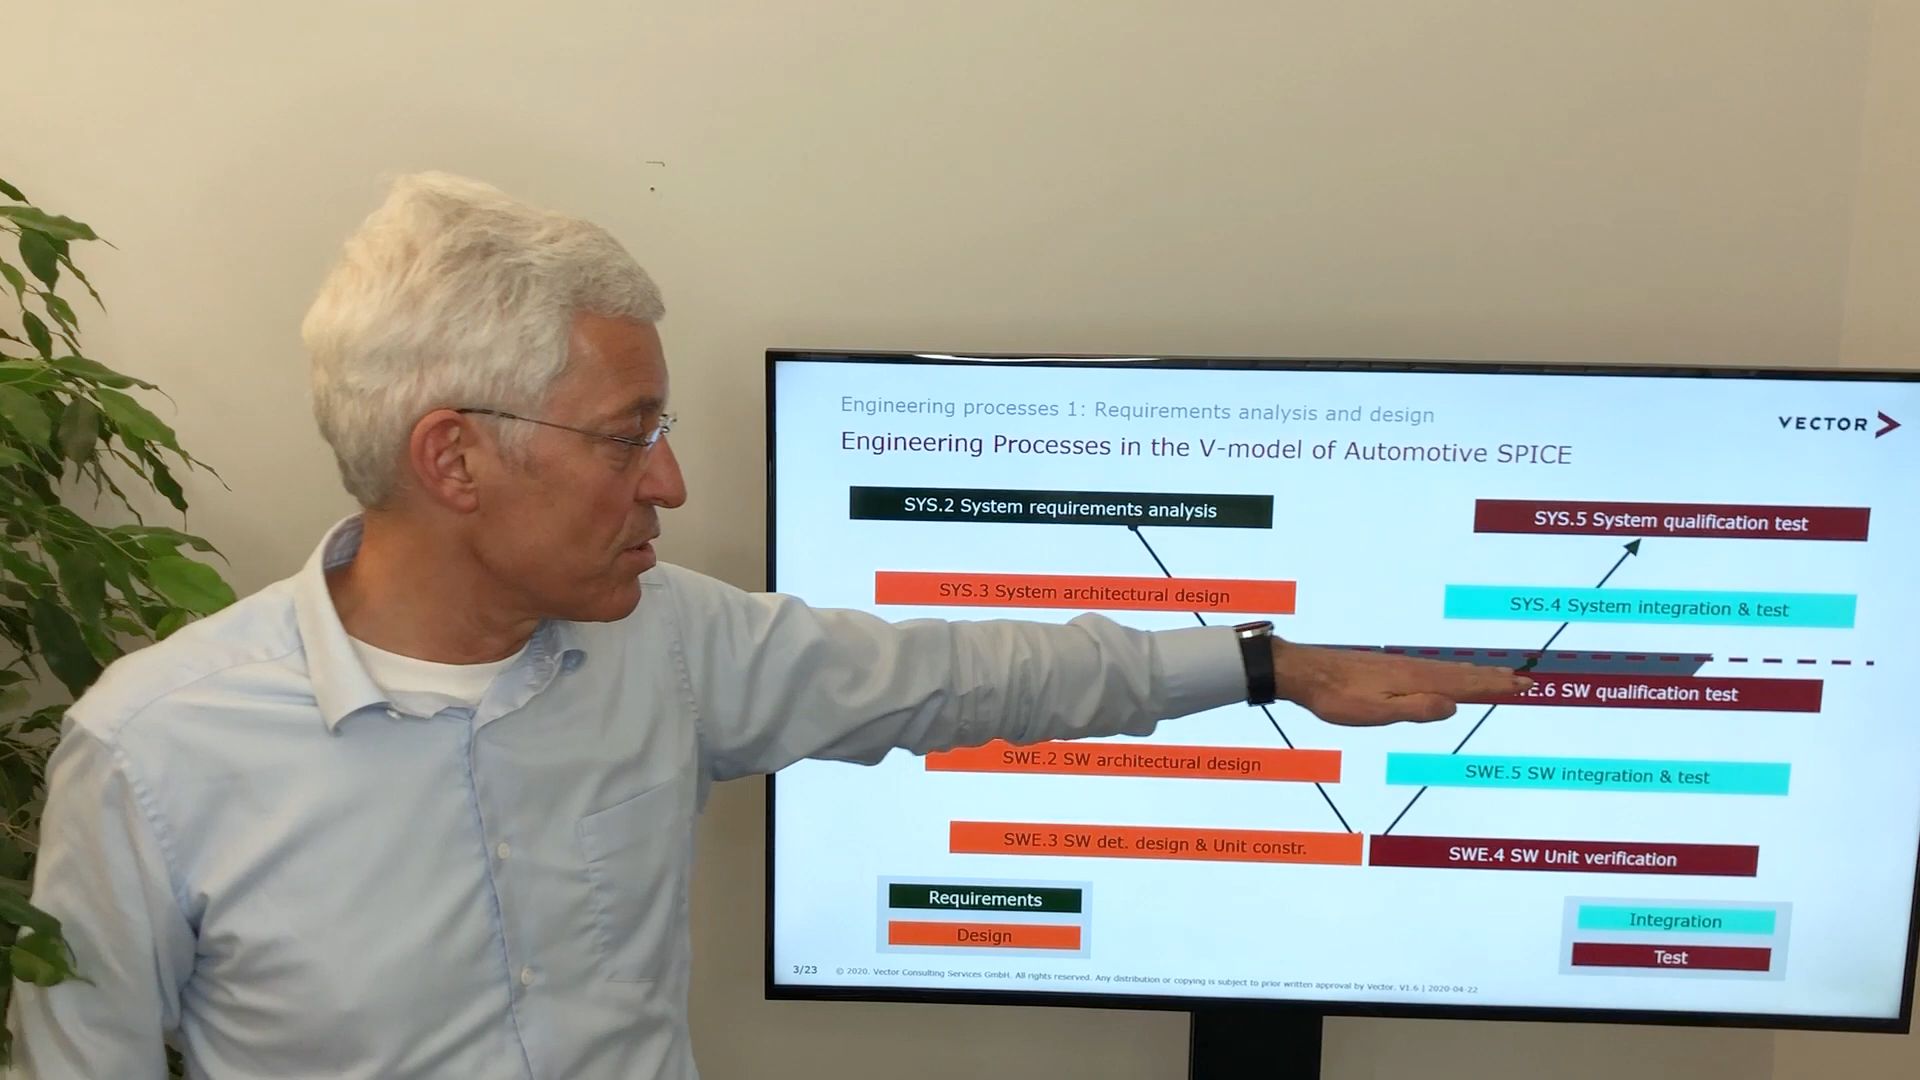 Engineering processes 1: Requirements analysis and design
VECTOR
Engineering Processes in the V-model of Automotive SPICE
SYS.2 System requirements analysis
SYS.5 System qualification test
SYS.3 System architectural design
SYS.4 System integration & test
E.6 SW qualification test
SWE.2 SW architectural design
SWE.5 SW integration & test
SWE.3 SW det. design & Unit constr.
SWE.4 SW Unit verification
Requirements
Design
Integration
Test
3/23
© 2020. Vector Consulting Services GmbH. All rights reserved. Any distribution or copying is subject to prior written approval by Vector. V1.6 | 2020-04-22